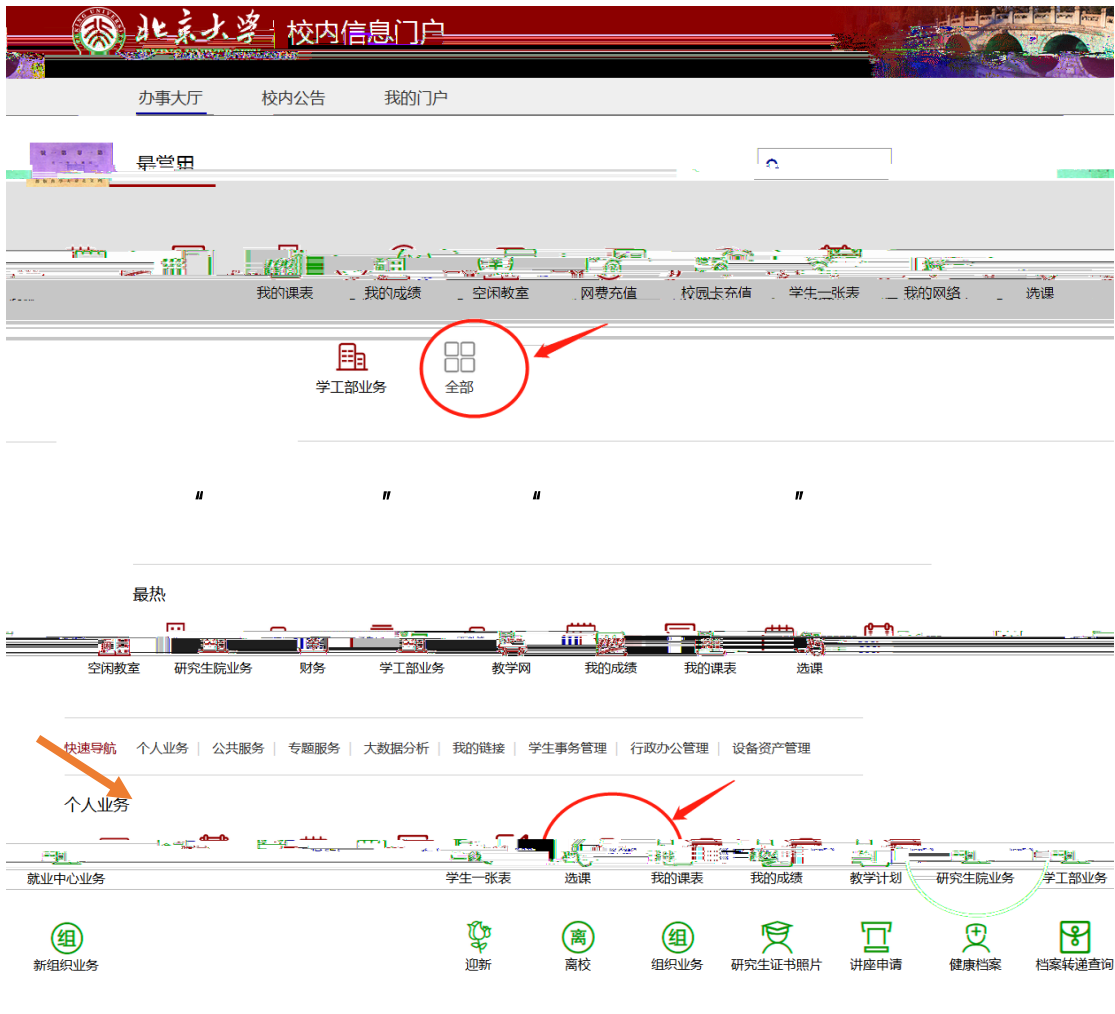 北京大学 校内信息门户
办事大厅 校内公告 我的门户
最常用
我的课表 我的成绩 空闲教室 网费充值 校园卡充值 学生一张表 我的网络 选课
学工部业务 全部
" " " "
最热
空闲教室 研究生院业务 财务 学工部业务 教学网 我的成绩 我的课表 选课
快速导航 个人业务 | 公共服务 | 专题服务 | 大数据分析 | 我的链接 | 学生事务管理 | 行政办公管理 | 设备资产管理
个人业务
就业中心业务 学生一张表 选课 我的课表 我的成绩 教学计划 研究生院业务 学工部业务
组 离 组
新组织业务 迎新 离校 组织业务 研究生证书照片 讲座申请 健康档案 档案转递查询